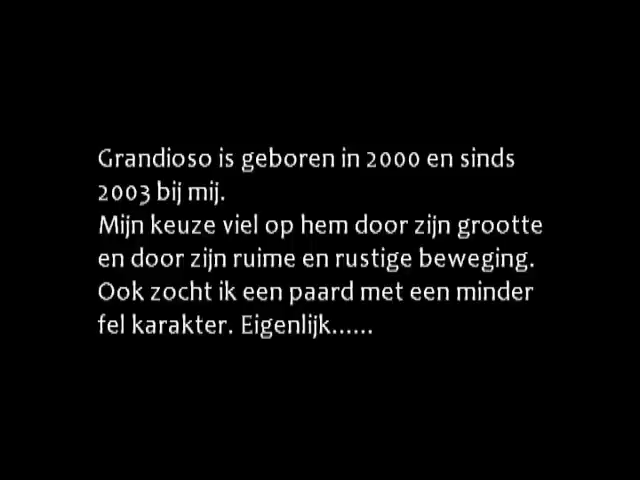 Grandioso is geboren in 2000 en sinds
2003 bij mij.
Mijn keuze viel op hem door zijn grootte
en door zijn ruime en rustige beweging.
Ook zocht ik een paard met een minder
fel karakter. Eigenlijk......